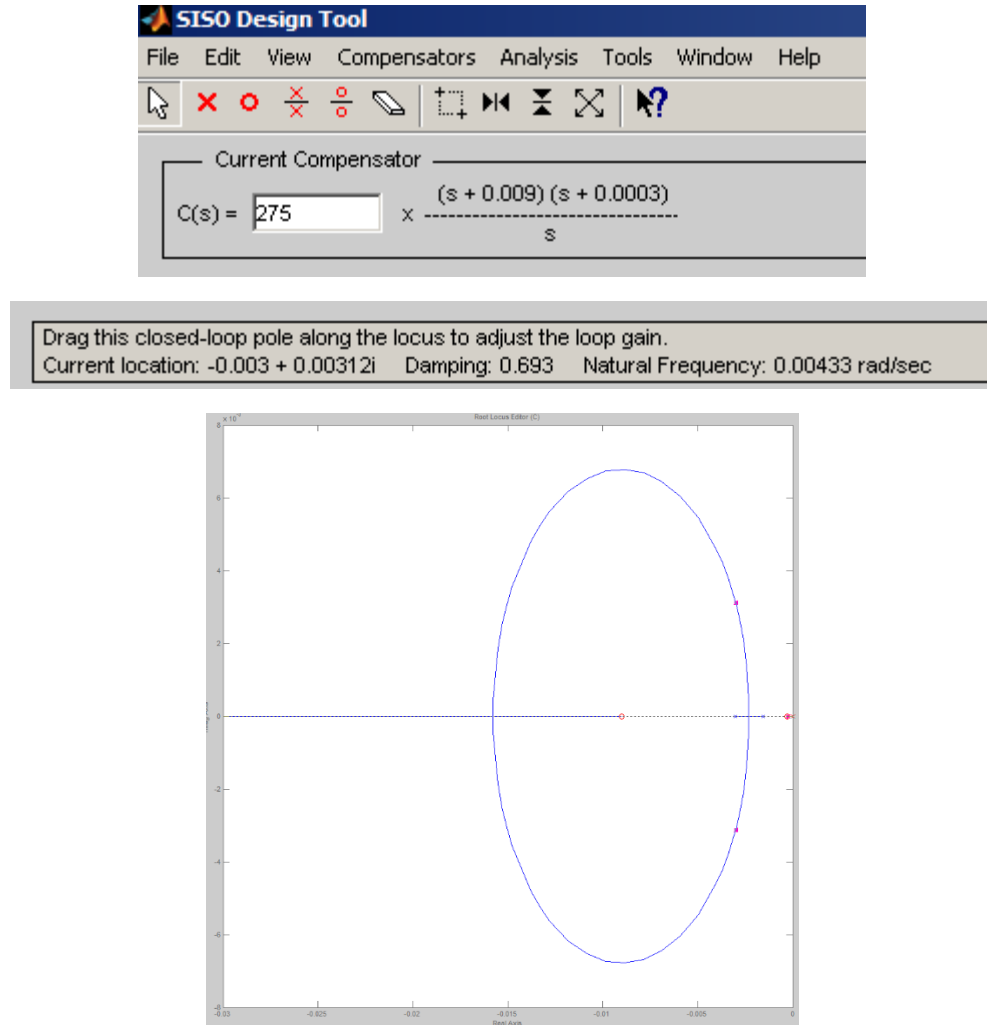 SISO Design Tool
File Edit View Compensators Analysis Tools Window Help
Current Compensator
C(s) = 275 x (s + 0.009) (s + 0.0003)
---------------------------------
s
Drag this closed-loop pole along the locus to adjust the loop gain.
Current location: -0.003 + 0.00312i Damping: 0.693 Natural Frequency: 0.00433 rad/sec
Root Locus Editor (C)
8
6
4
2
0
-2
-4
-6
-8
-0.03 -0.025 -0.02 -0.015 -0.01 -0.005 0
Real Axis